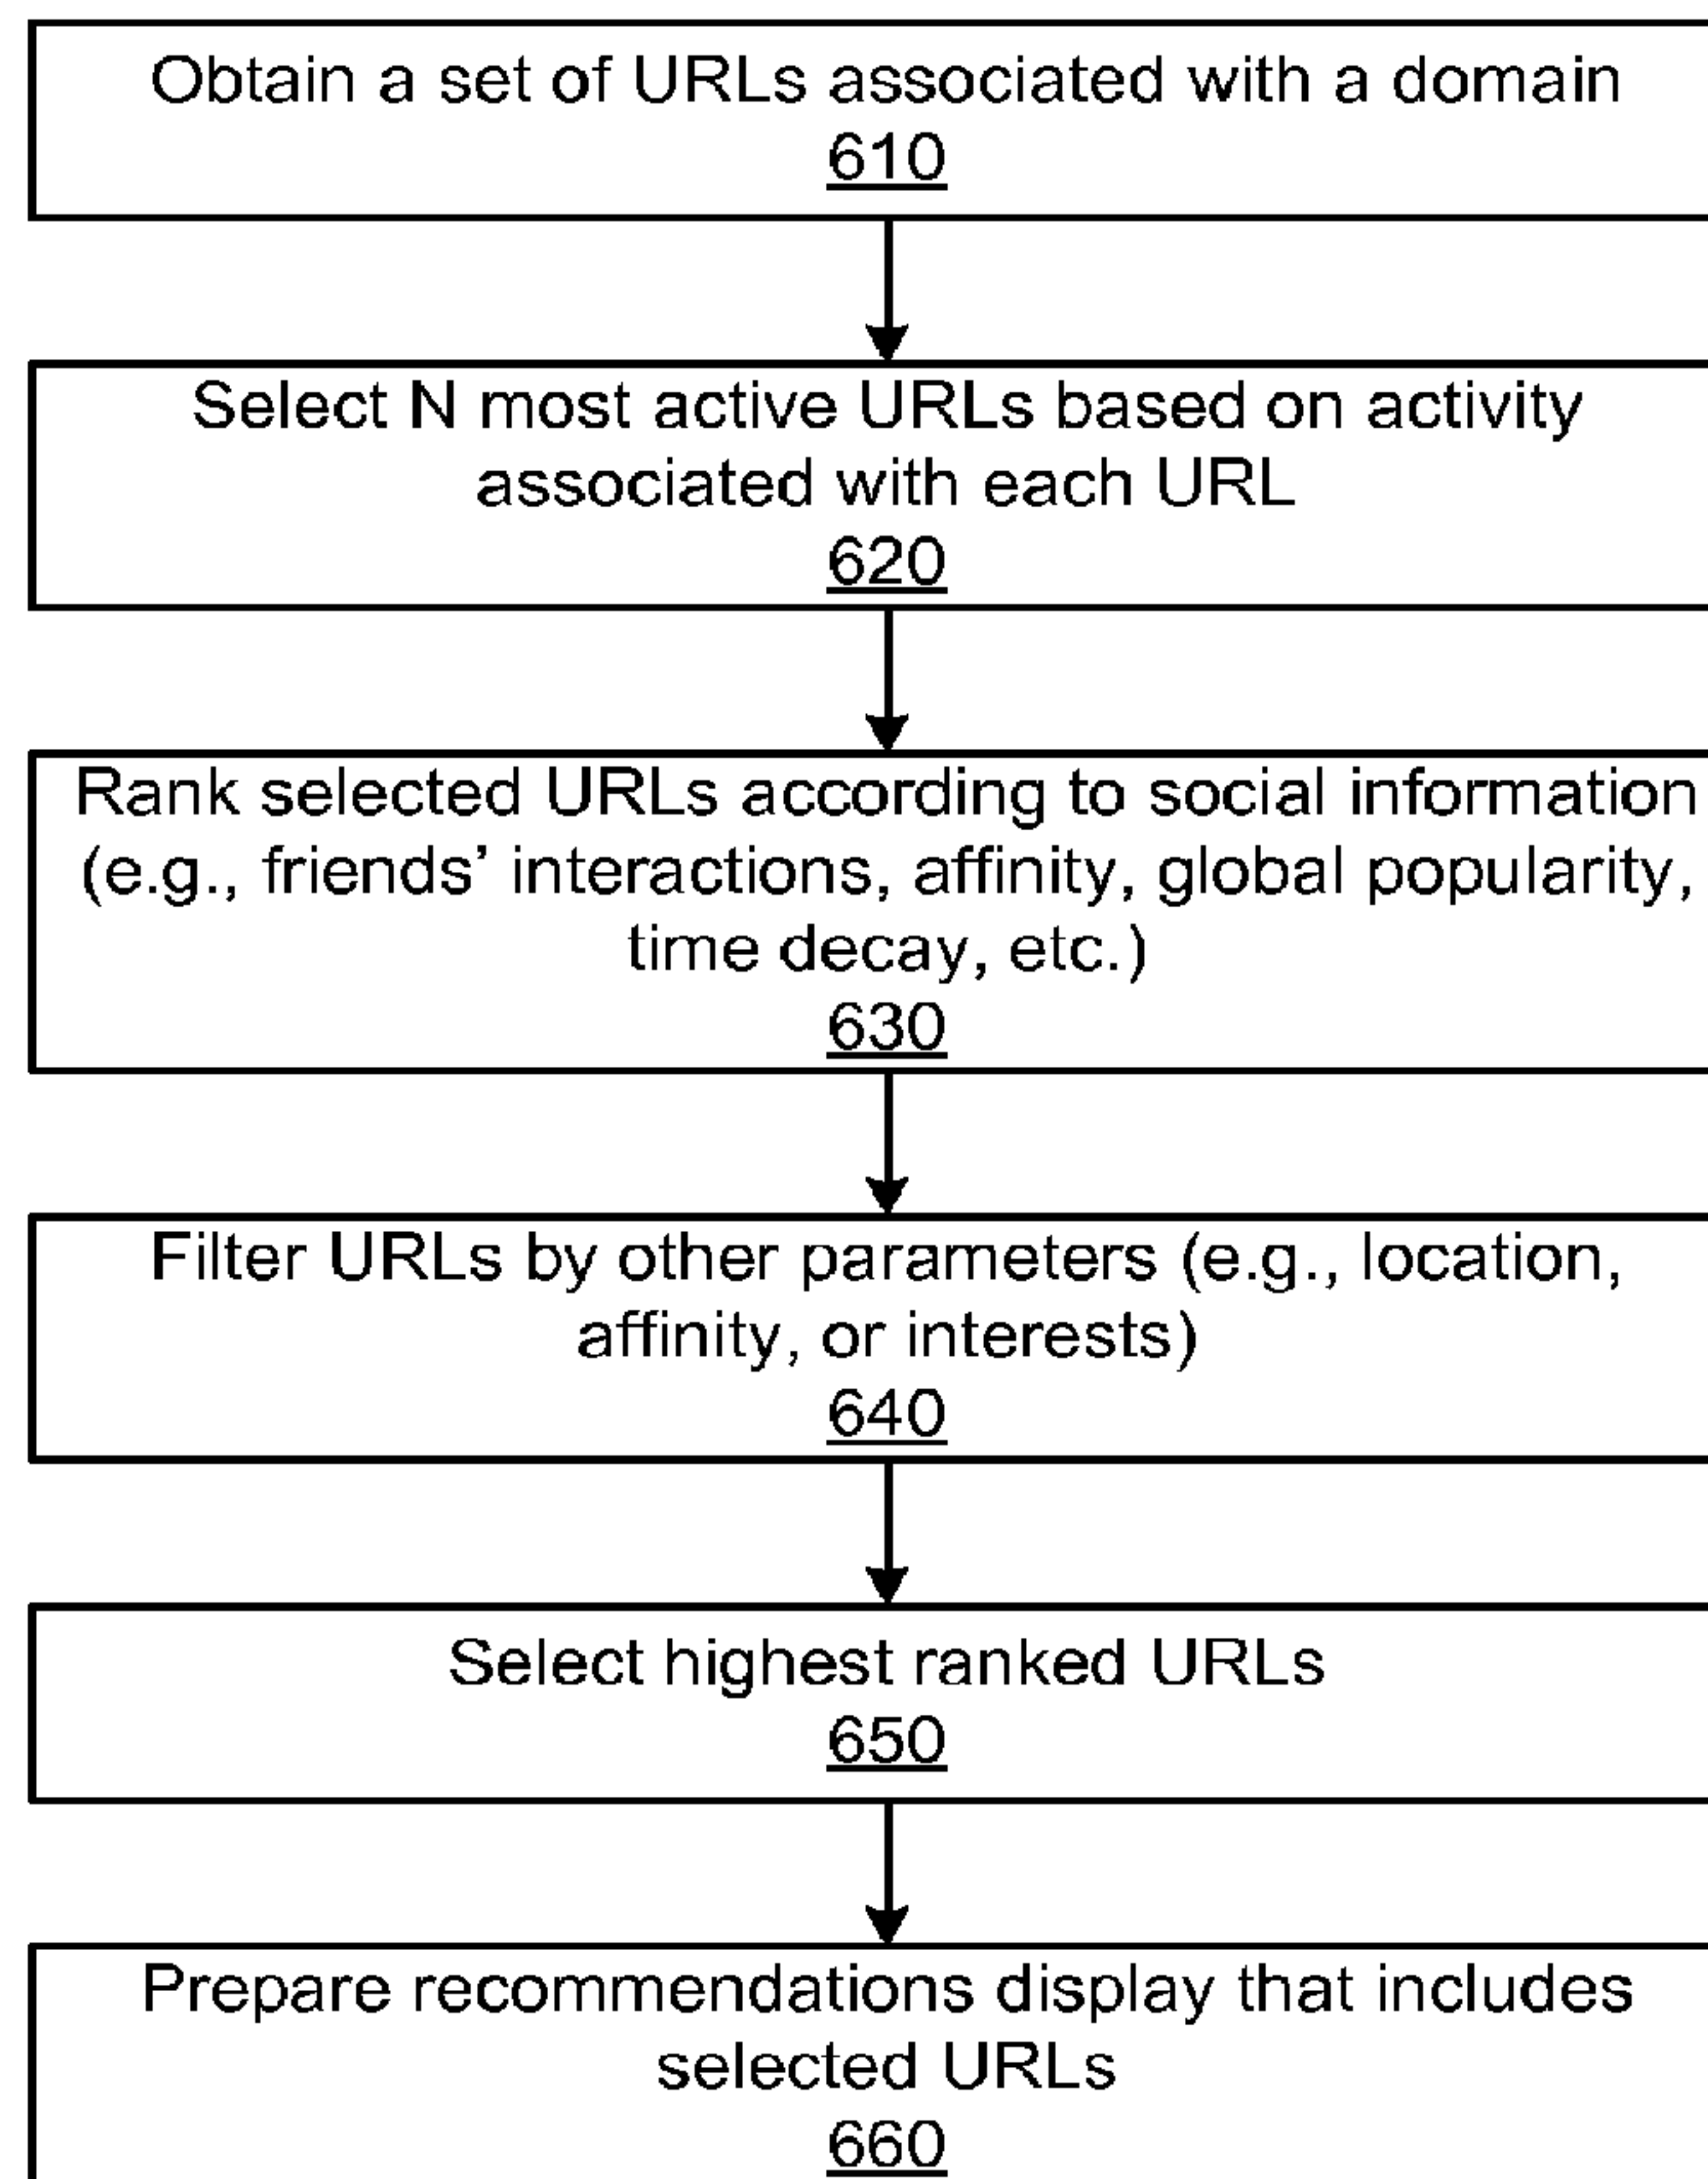 Obtain a set of URLs associated with a domain
610
Select N most active URLs based on activity
associated with each URL
620
Rank selected URLs according to social information
(e.g., friends' interactions, affinity, global popularity,
time decay, etc.)
630
Filter URLs by other parameters (e.g., location,
affinity, or interests)
640
Select highest ranked URLs
650
Prepare recommendations display that includes
selected URLs
660